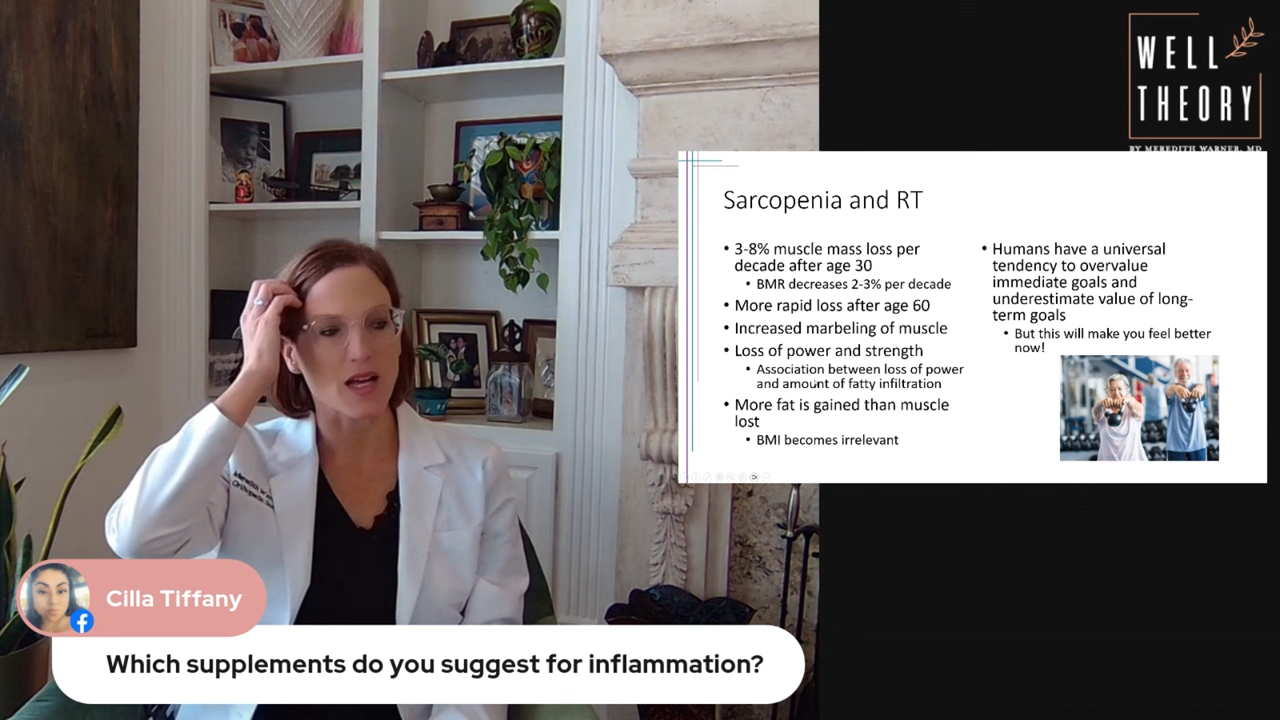 WELL
THEORY
BY MEREDITH WARNER, MD
Sarcopenia and RT
• 3-8% muscle mass loss per
decade after age 30
• BMR decreases 2-3% per decade
• More rapid loss after age 60
• Increased marbeling of muscle
• Loss of power and strength
• Association between loss of power
and amount of fatty infiltration
• More fat is gained than muscle
lost
• BMI becomes irrelevant
• Humans have a universal
tendency to overvalue
immediate goals and
underestimate value of long-
term goals
• But this will make you feel better
now!
Meredith
Cilla Tiffany
Which supplements do you suggest for inflammation?